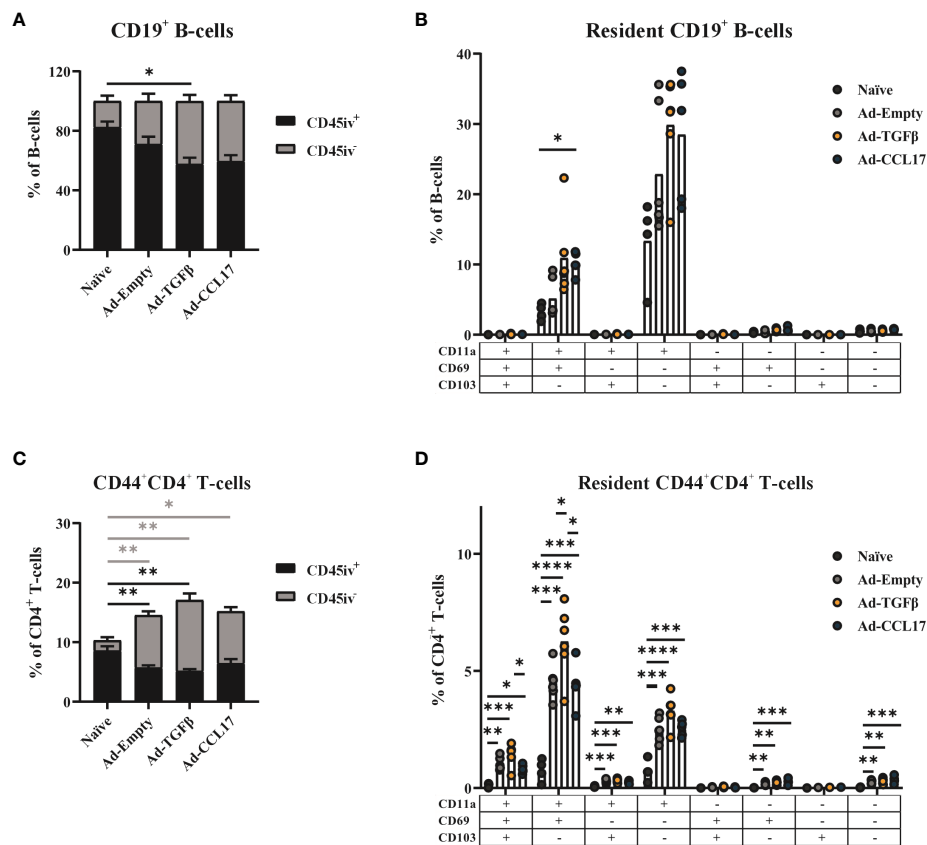 A
CD19+ B-cells
% of B-cells
120
80
40
0
Naïve
Ad-Empty
Ad-TGFβ
Ad-CCL17
*
CD45iv+
CD45iv-
B
Resident CD19+ B-cells
% of B-cells
40
30
20
10
0
*
Naïve
Ad-Empty
Ad-TGFβ
Ad-CCL17
CD11a + + + + - - - -
CD69 + + - - + + - -
CD103 + - + - + - + -
C
CD44+CD4+ T-cells
% of CD4+ T-cells
30
20
10
0
*
**
**
**
**
Naïve
Ad-Empty
Ad-TGFβ
Ad-CCL17
CD45iv+
CD45iv-
D
Resident CD44+CD4+ T-cells
% of CD4+ T-cells
10
5
0
** *** * *
*** **** *** * *
*** *** **
*** **** ***
** ** ***
** ** ***
Naïve
Ad-Empty
Ad-TGFβ
Ad-CCL17
CD11a + + + + - - - -
CD69 + + - - + + - -
CD103 + - + - + - + -